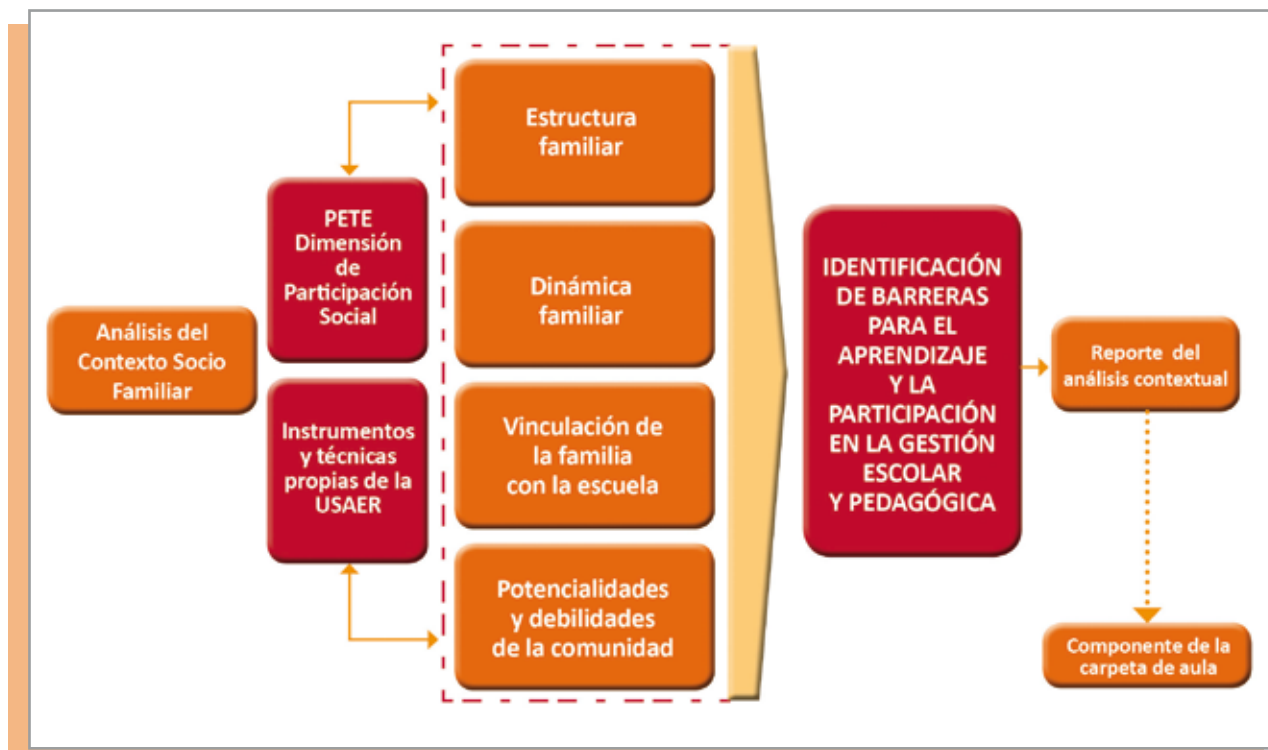 Análisis del
Contexto Socio
Familiar
PETE
Dimensión
de
Participación
Social
Instrumentos
y técnicas
propias de la
USAER
Estructura
familiar
Dinámica
familiar
Vinculación de
la familia
con la escuela
Potencialidades
y debilidades
de la comunidad
IDENTIFICACIÓN
DE BARRERAS
PARA EL
APRENDIZAJE
Y LA
PARTICIPACIÓN
EN LA GESTIÓN
ESCOLAR
Y PEDAGÓGICA
Reporte del
análisis contextual
Componente de la
carpeta de aula